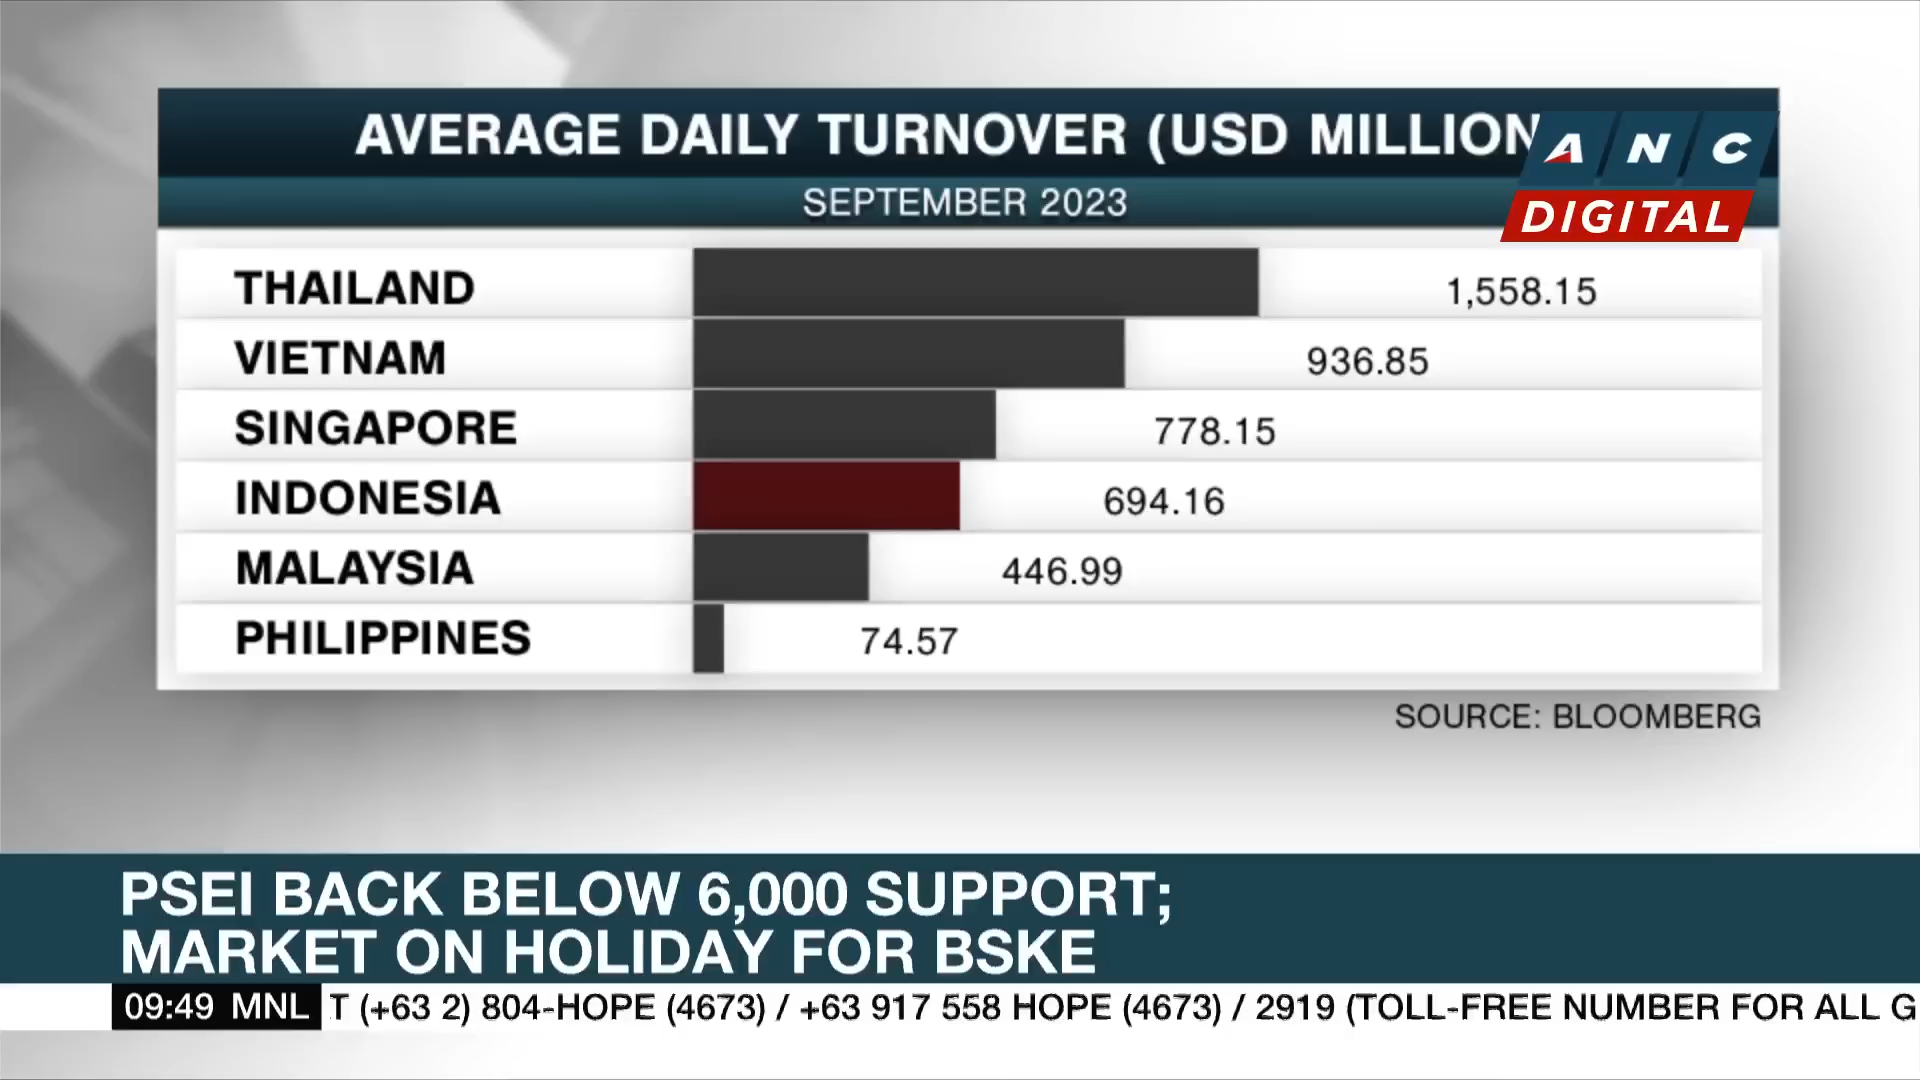 AVERAGE DAILY TURNOVER (USD MILLION
ANC
DIGITAL
SEPTEMBER 2023
THAILAND 1,558.15
VIETNAM 936.85
SINGAPORE 778.15
INDONESIA 694.16
MALAYSIA 446.99
PHILIPPINES 74.57
SOURCE: BLOOMBERG
PSEI BACK BELOW 6,000 SUPPORT;
MARKET ON HOLIDAY FOR BSKE
09:49 MNL T (+63 2) 804-HOPE (4673) / +63 917 558 HOPE (4673) / 2919 (TOLL-FREE NUMBER FOR ALL G